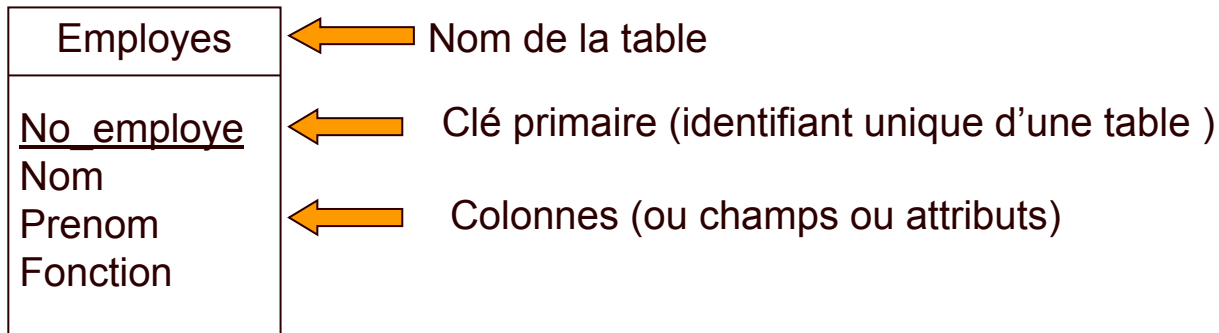 Employes
Nom de la table
No_employe
Clé primaire (identifiant unique d’une table )
Nom
Prenom
Colonnes (ou champs ou attributs)
Fonction